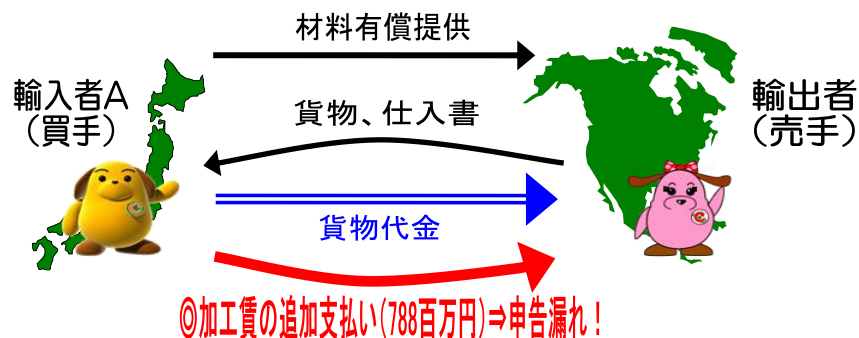 材料有償提供
輸入者A
(買手)
輸出者
(売手)
貨物、仕入書
貨物代金
◎加工賃の追加支払い(788百万円)⇒申告漏れ！